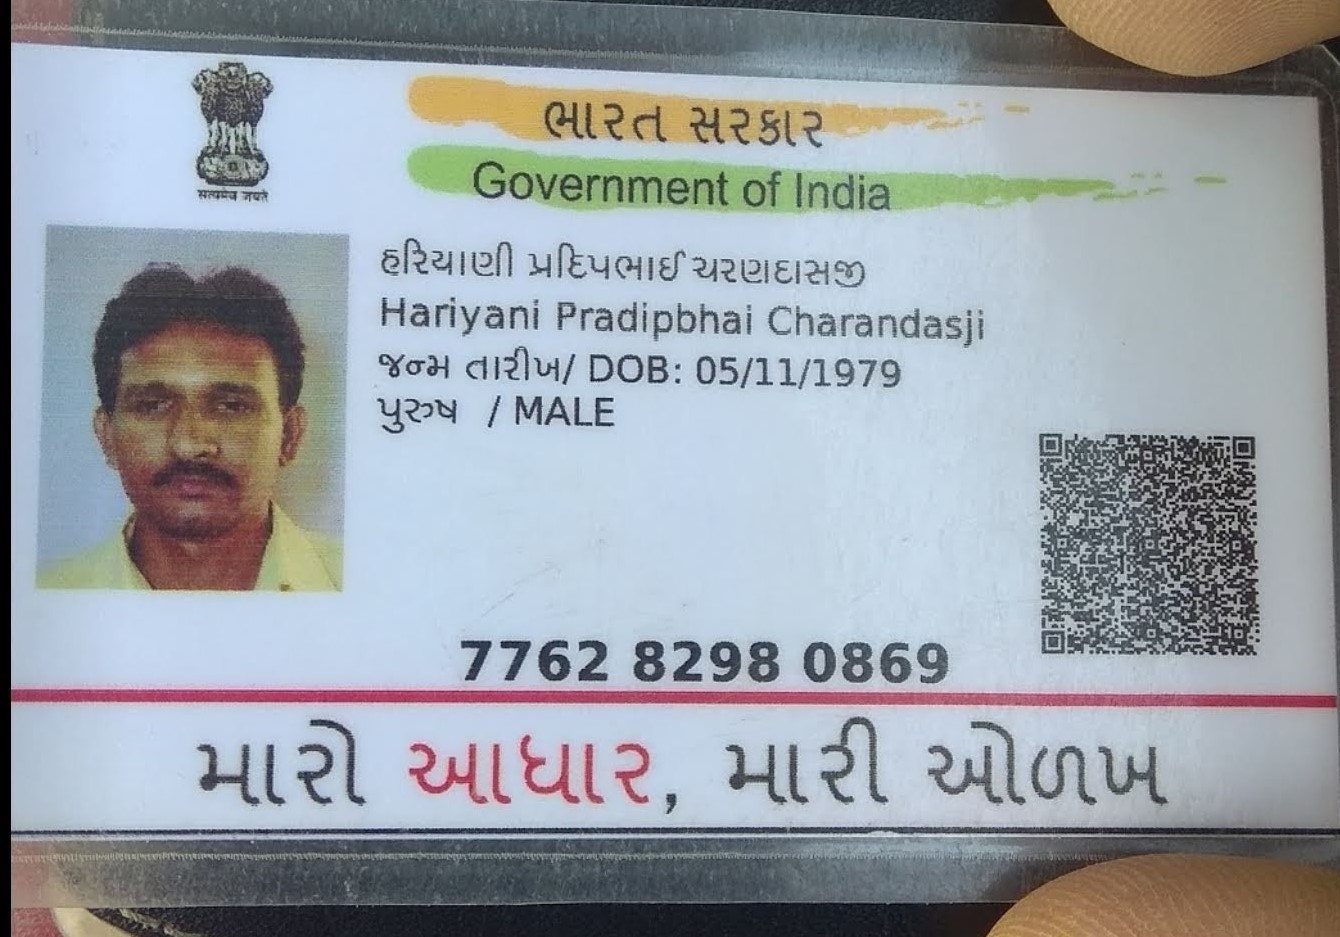 ભારત સરકાર
Government of India
सत्यमेव जयते
હરિયાણી પ્રદિપભાઈ ચરણદાસજી
Hariyani Pradipbhai Charandasji
જન્મ તારીખ/ DOB: 05/11/1979
પુરુષ / MALE
7762 8298 0869
મારો આધાર, મારી ઓળખ